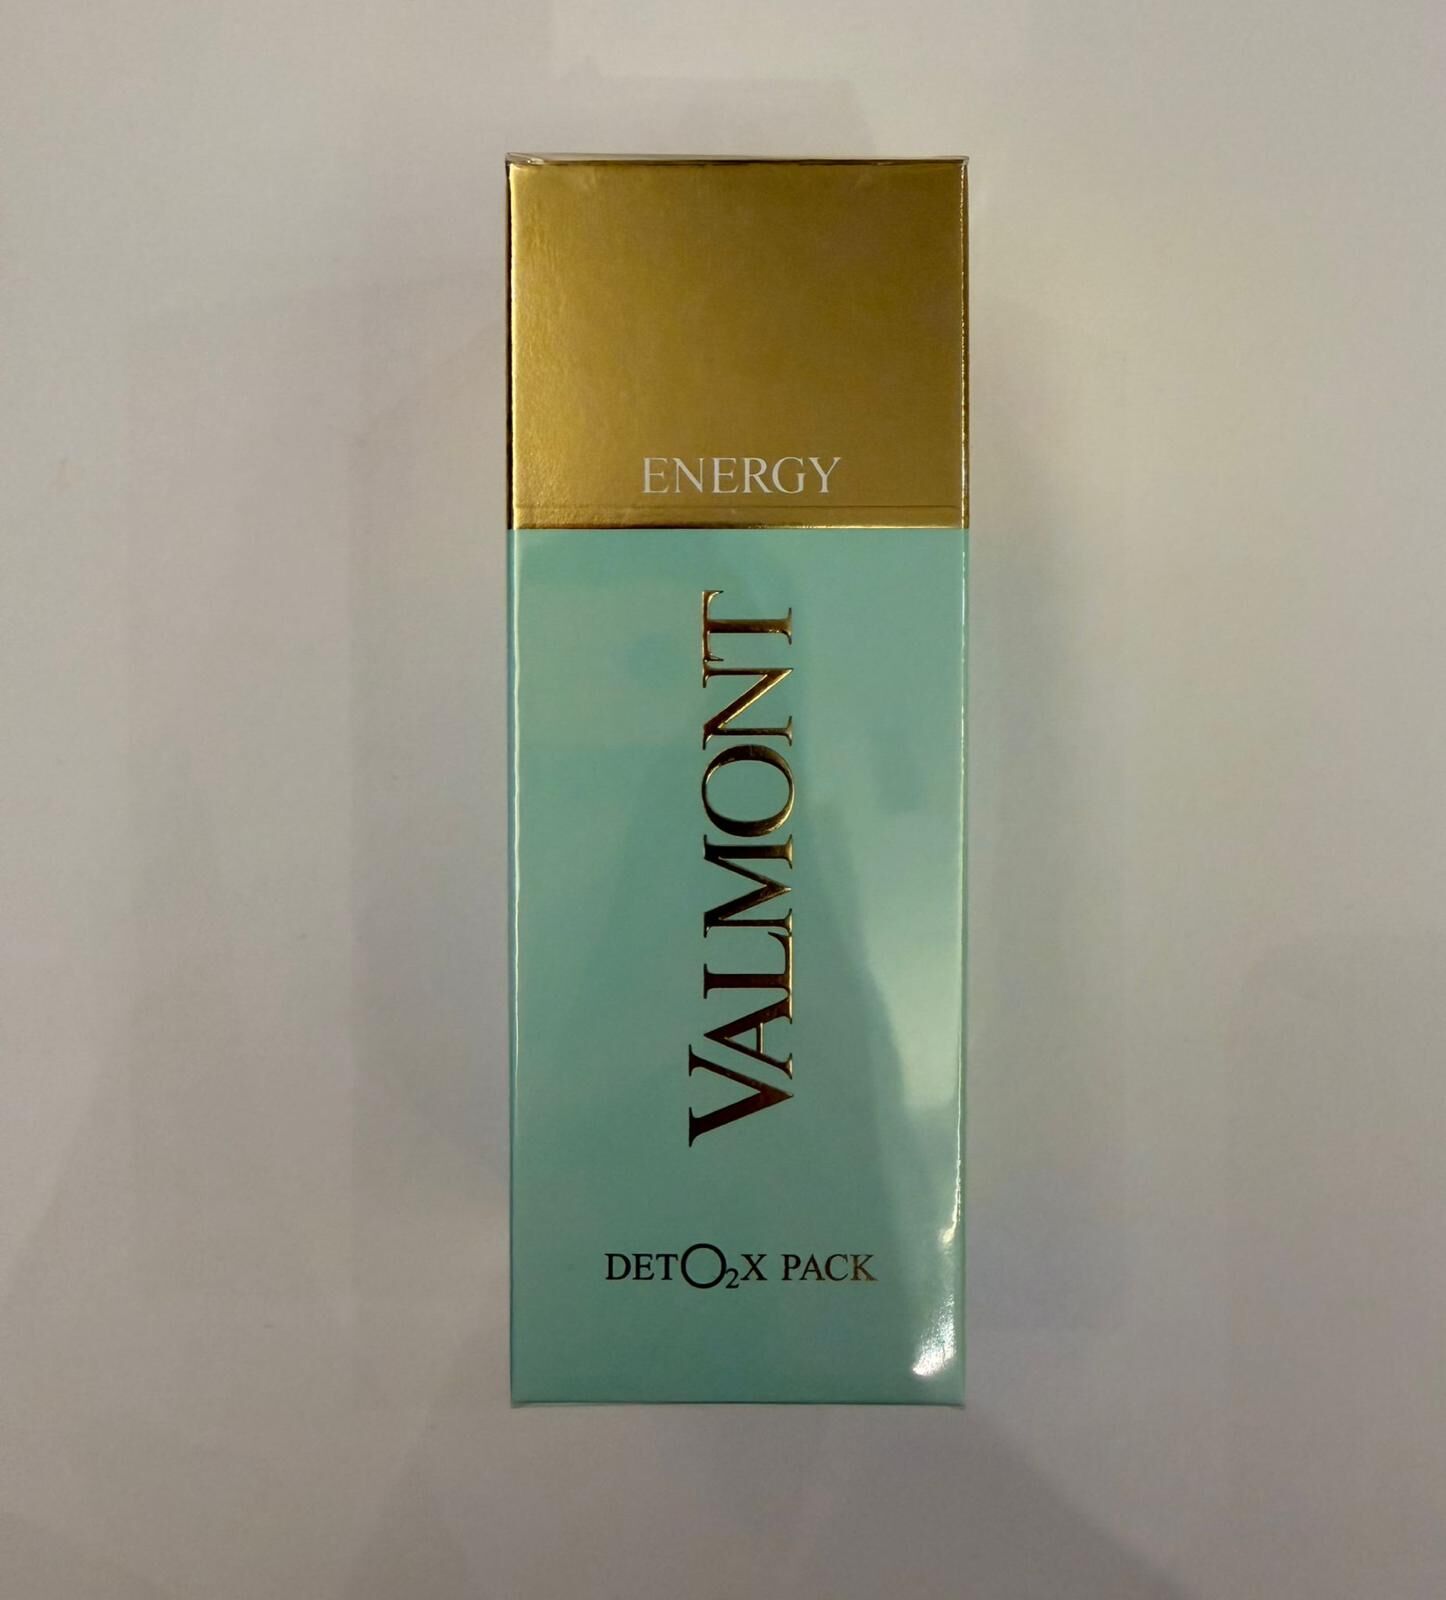 ENERGY
VALMONT
DETO₂X PACK